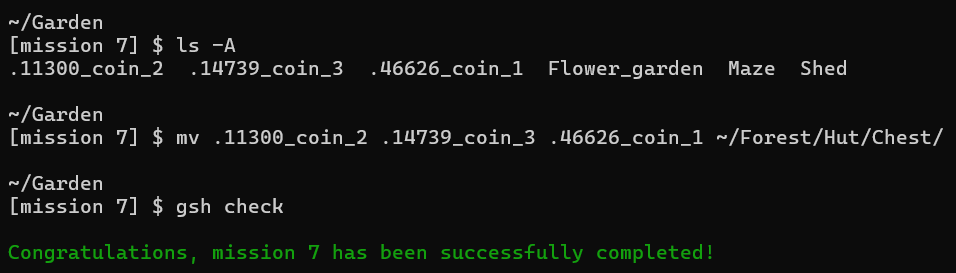 ~/Garden
[mission 7] $ ls -A
.11300_coin_2  .14739_coin_3  .46626_coin_1  Flower_garden  Maze  Shed
~/Garden
[mission 7] $ mv .11300_coin_2 .14739_coin_3 .46626_coin_1 ~/Forest/Hut/Chest/
~/Garden
[mission 7] $ gsh check
Congratulations, mission 7 has been successfully completed!